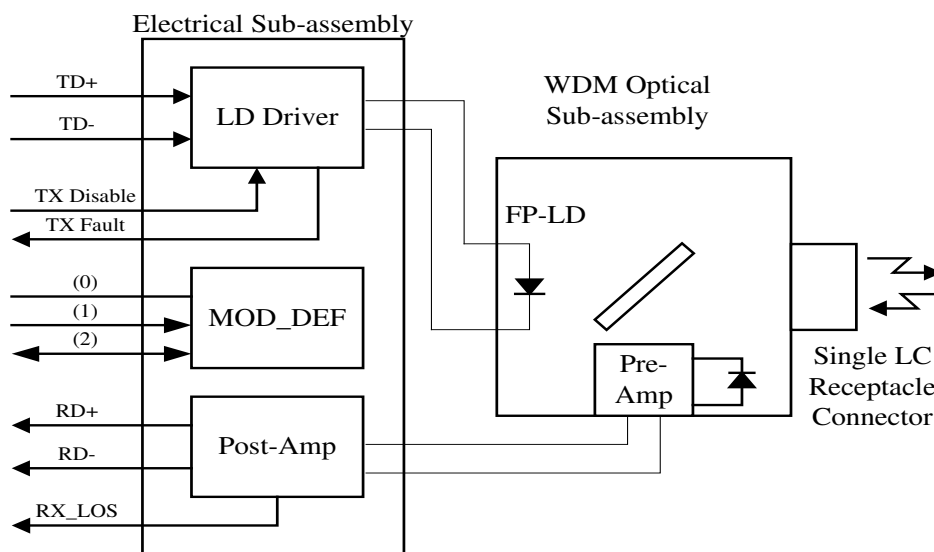 Electrical Sub-assembly
TD+
TD-
LD Driver
TX Disable
TX Fault
(0)
(1)
(2)
MOD_DEF
RD+
RD-
Post-Amp
RX_LOS
WDM Optical
Sub-assembly
FP-LD
Pre-
Amp
Single LC
Receptacle
Connector